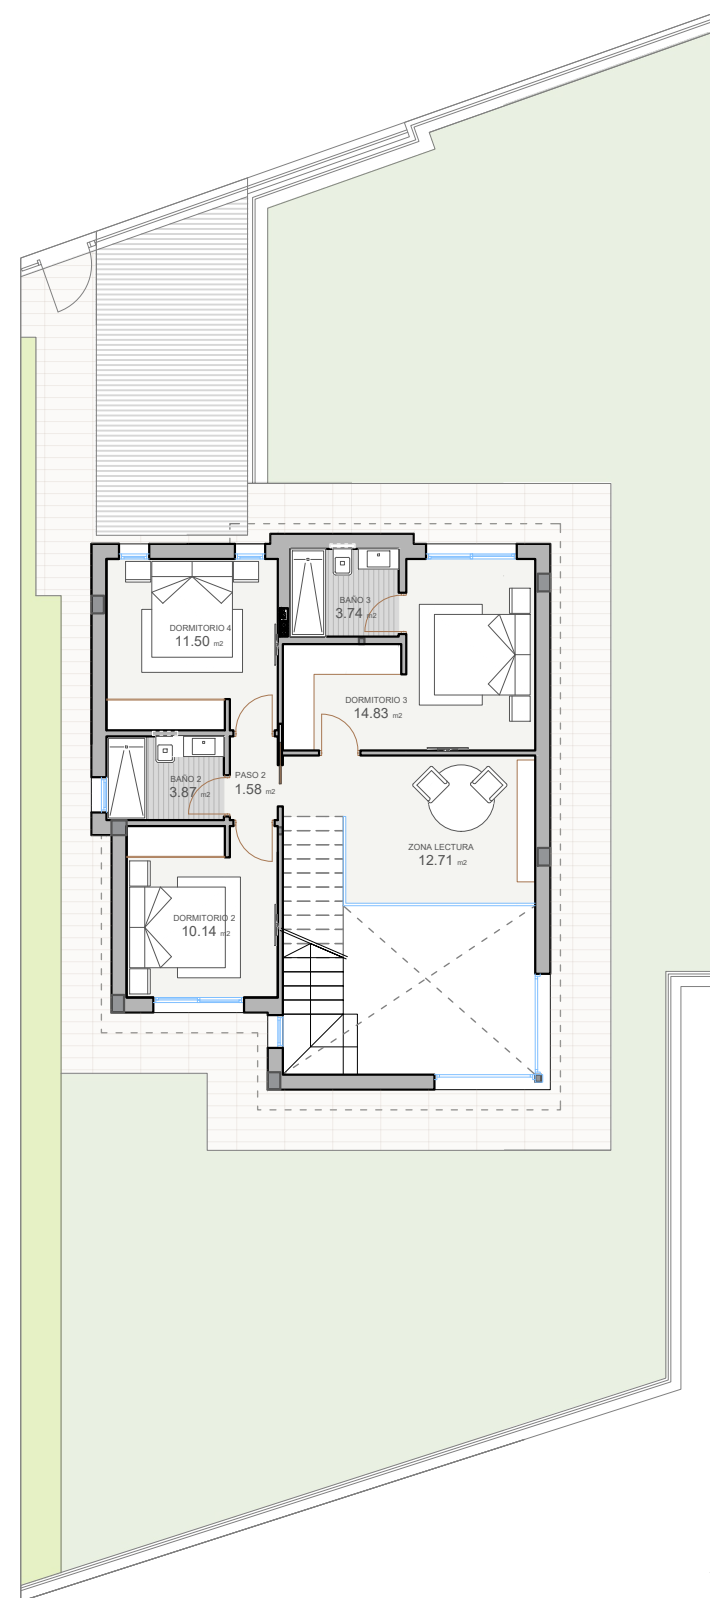 BAÑO 3
3.74 m2
DORMITORIO 4
11.50 m2
DORMITORIO 3
14.83 m2
BAÑO 2
3.87 m2
PASO 2
1.58 m2
ZONA LECTURA
12.71 m2
DORMITORIO 2
10.14 m2